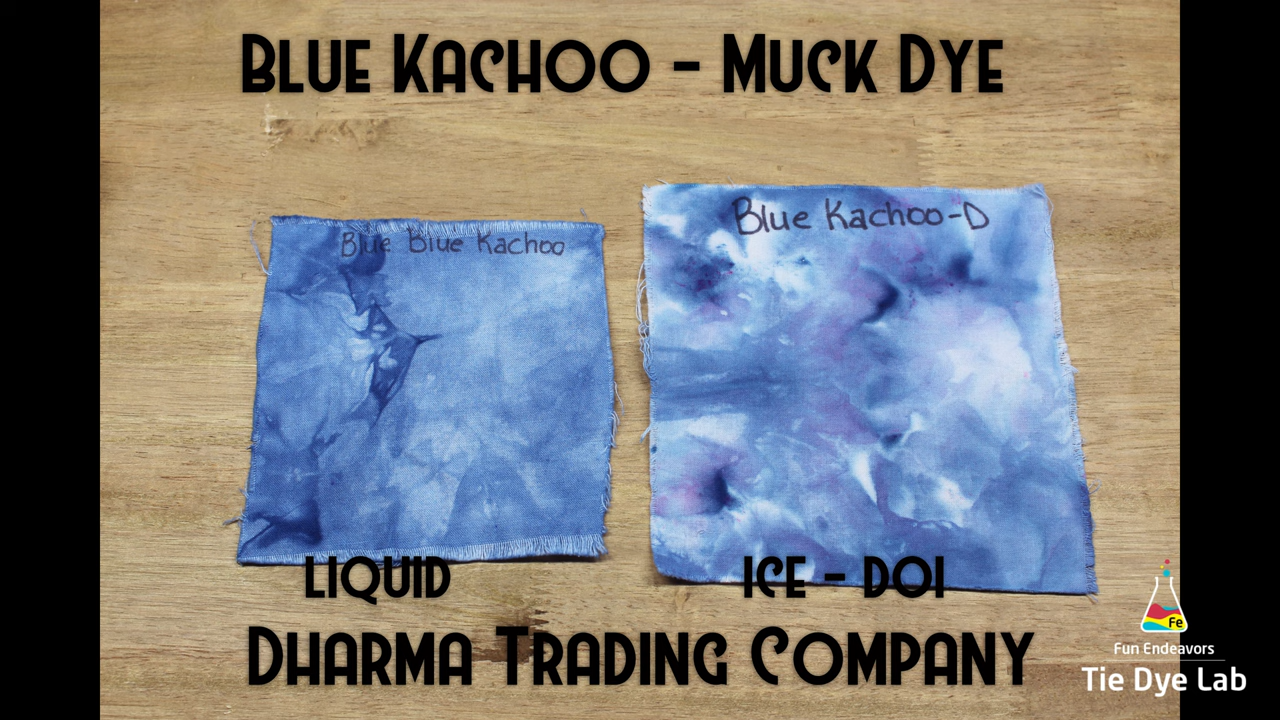 BLUE KACHOO - MUCK DYE
Blue Blue Kachoo
Blue Kachoo-D
LIQUID
ICE - DOI
DHARMA TRADING COMPANY
Fe
Fun Endeavors
Tie Dye Lab